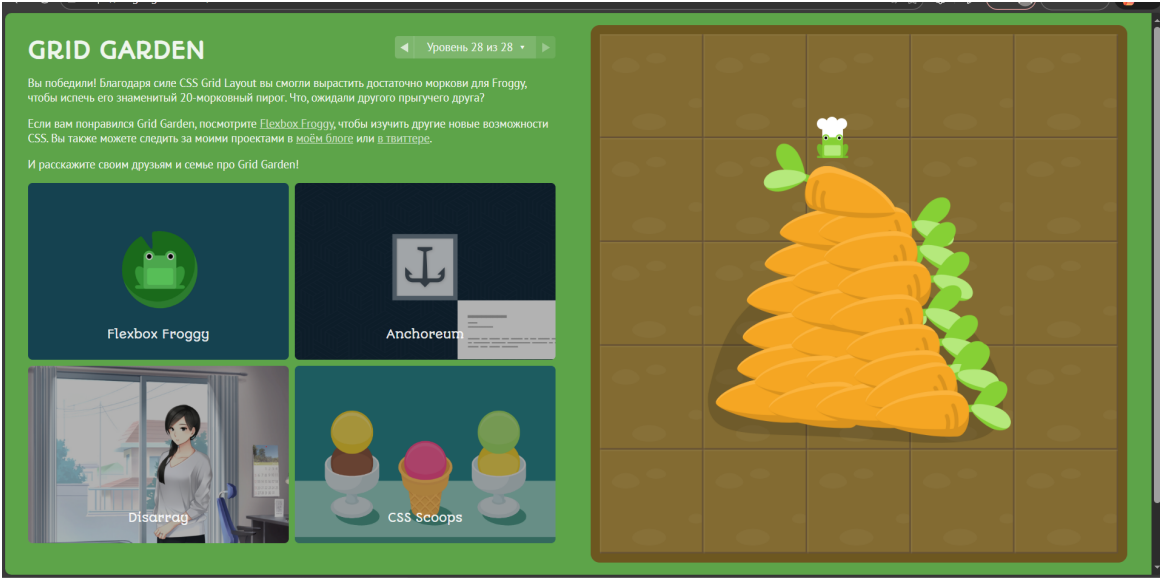 GRID GARDEN
Уровень 28 из 28
Вы победили! Благодаря силе CSS Grid Layout вы смогли вырастить достаточно моркови для Froggy,
чтобы испечь его знаменитый 20-морковный пирог. Что, ожидали другого прыгучего друга?
Если вам понравился Grid Garden, посмотрите Flexbox Froggy, чтобы изучить другие новые возможности
CSS. Вы также можете следить за моими проектами в моём блоге или в твиттере.
И расскажите своим друзьям и семье про Grid Garden!
Flexbox Froggy
Anchoreum
Disarrag
CSS Scoops